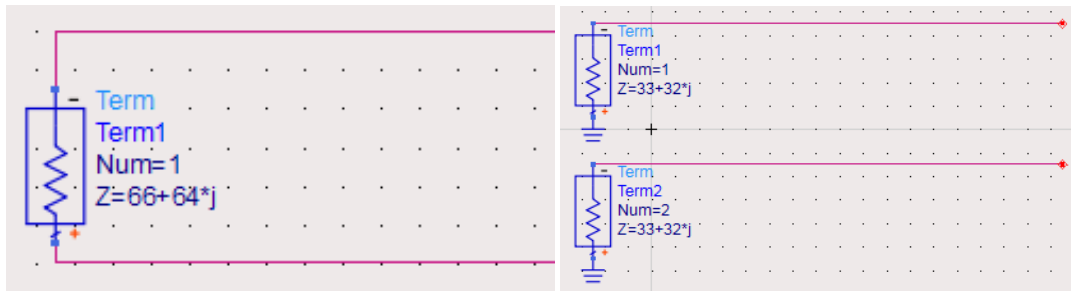 Term
Term1
Num=1
Z=66+64*j
Term
Term1
Num=1
Z=33+32*j
Term
Term2
Num=2
Z=33+32*j